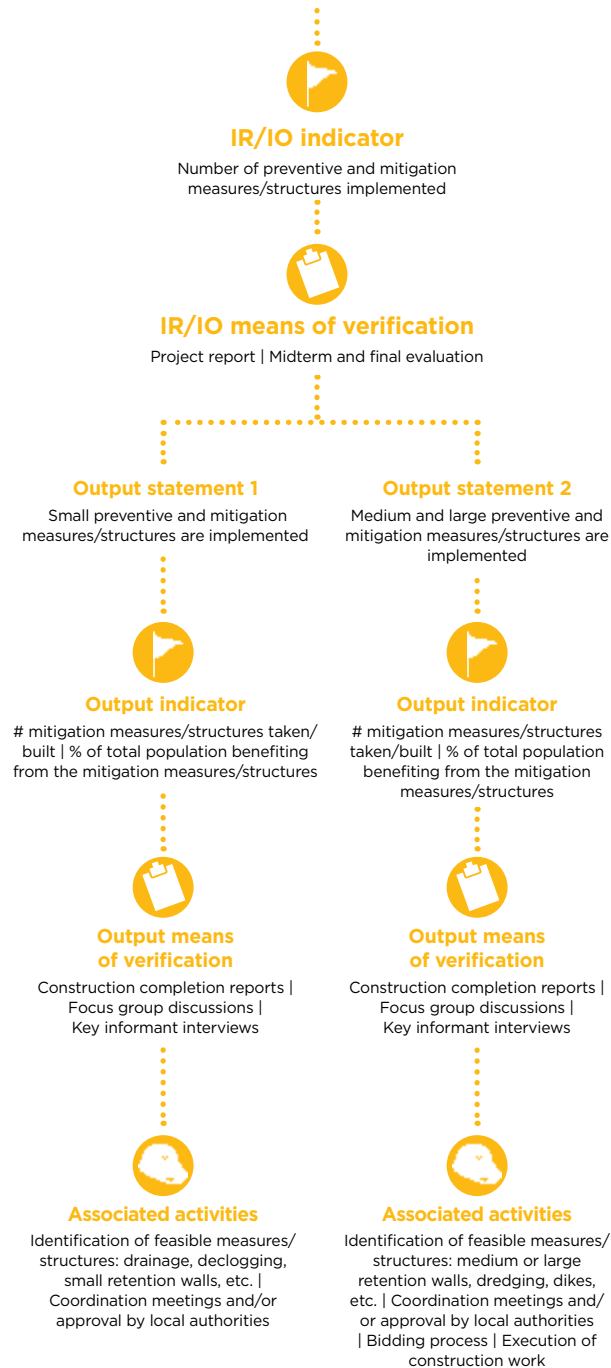 IR/IO indicator
Number of preventive and mitigation
measures/structures implemented
IR/IO means of verification
Project report | Midterm and final evaluation
Output statement 1
Small preventive and mitigation
measures/structures are implemented
Output indicator
# mitigation measures/structures taken/
built | % of total population benefiting
from the mitigation measures/structures
Output means
of verification
Construction completion reports |
Focus group discussions |
Key informant interviews
Associated activities
Identification of feasible measures/
structures: drainage, declogging,
small retention walls, etc. |
Coordination meetings and/or
approval by local authorities
Output statement 2
Medium and large preventive and
mitigation measures/structures are
implemented
Output indicator
# mitigation measures/structures
taken/built | % of total population
benefiting from the mitigation
measures/structures
Output means
of verification
Construction completion reports |
Focus group discussions |
Key informant interviews
Associated activities
Identification of feasible measures/
structures: medium or large
retention walls, dredging, dikes,
etc. | Coordination meetings and/
or approval by local authorities
| Bidding process | Execution of
construction work